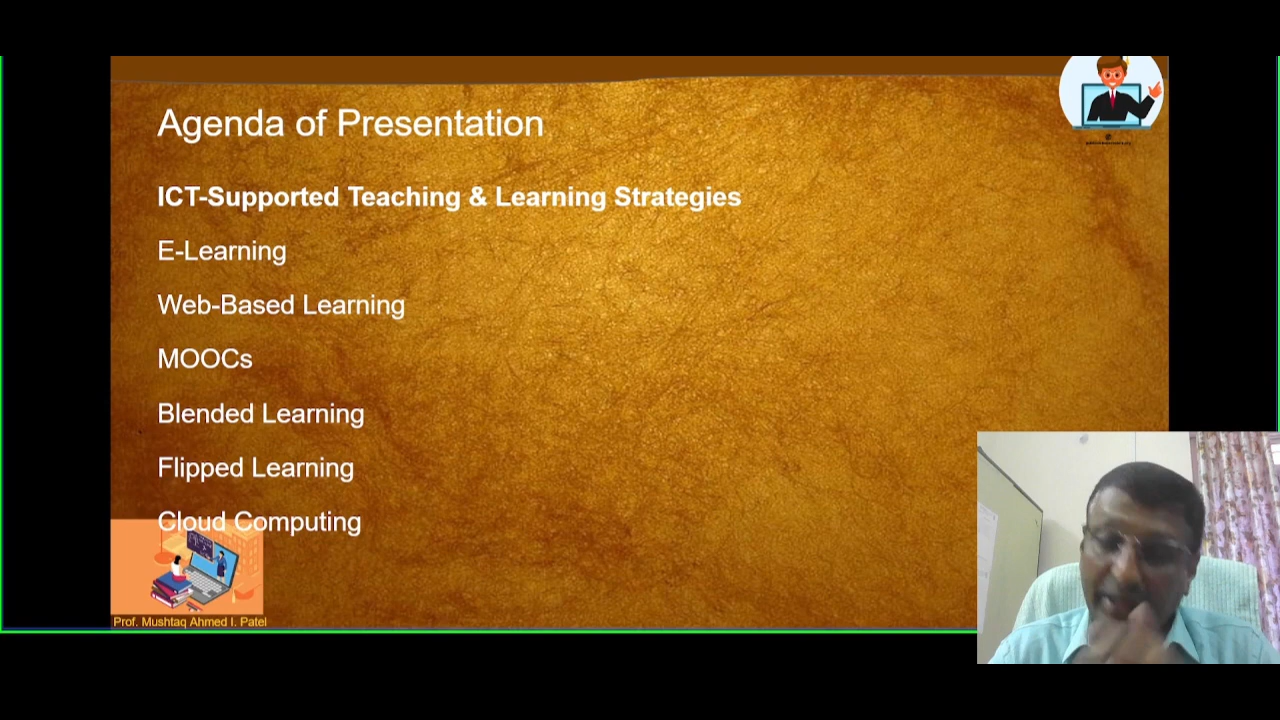 Agenda of Presentation
ICT-Supported Teaching & Learning Strategies
E-Learning
Web-Based Learning
MOOCs
Blended Learning
Flipped Learning
Cloud Computing
Prof. Mushtaq Ahmed I. Patel